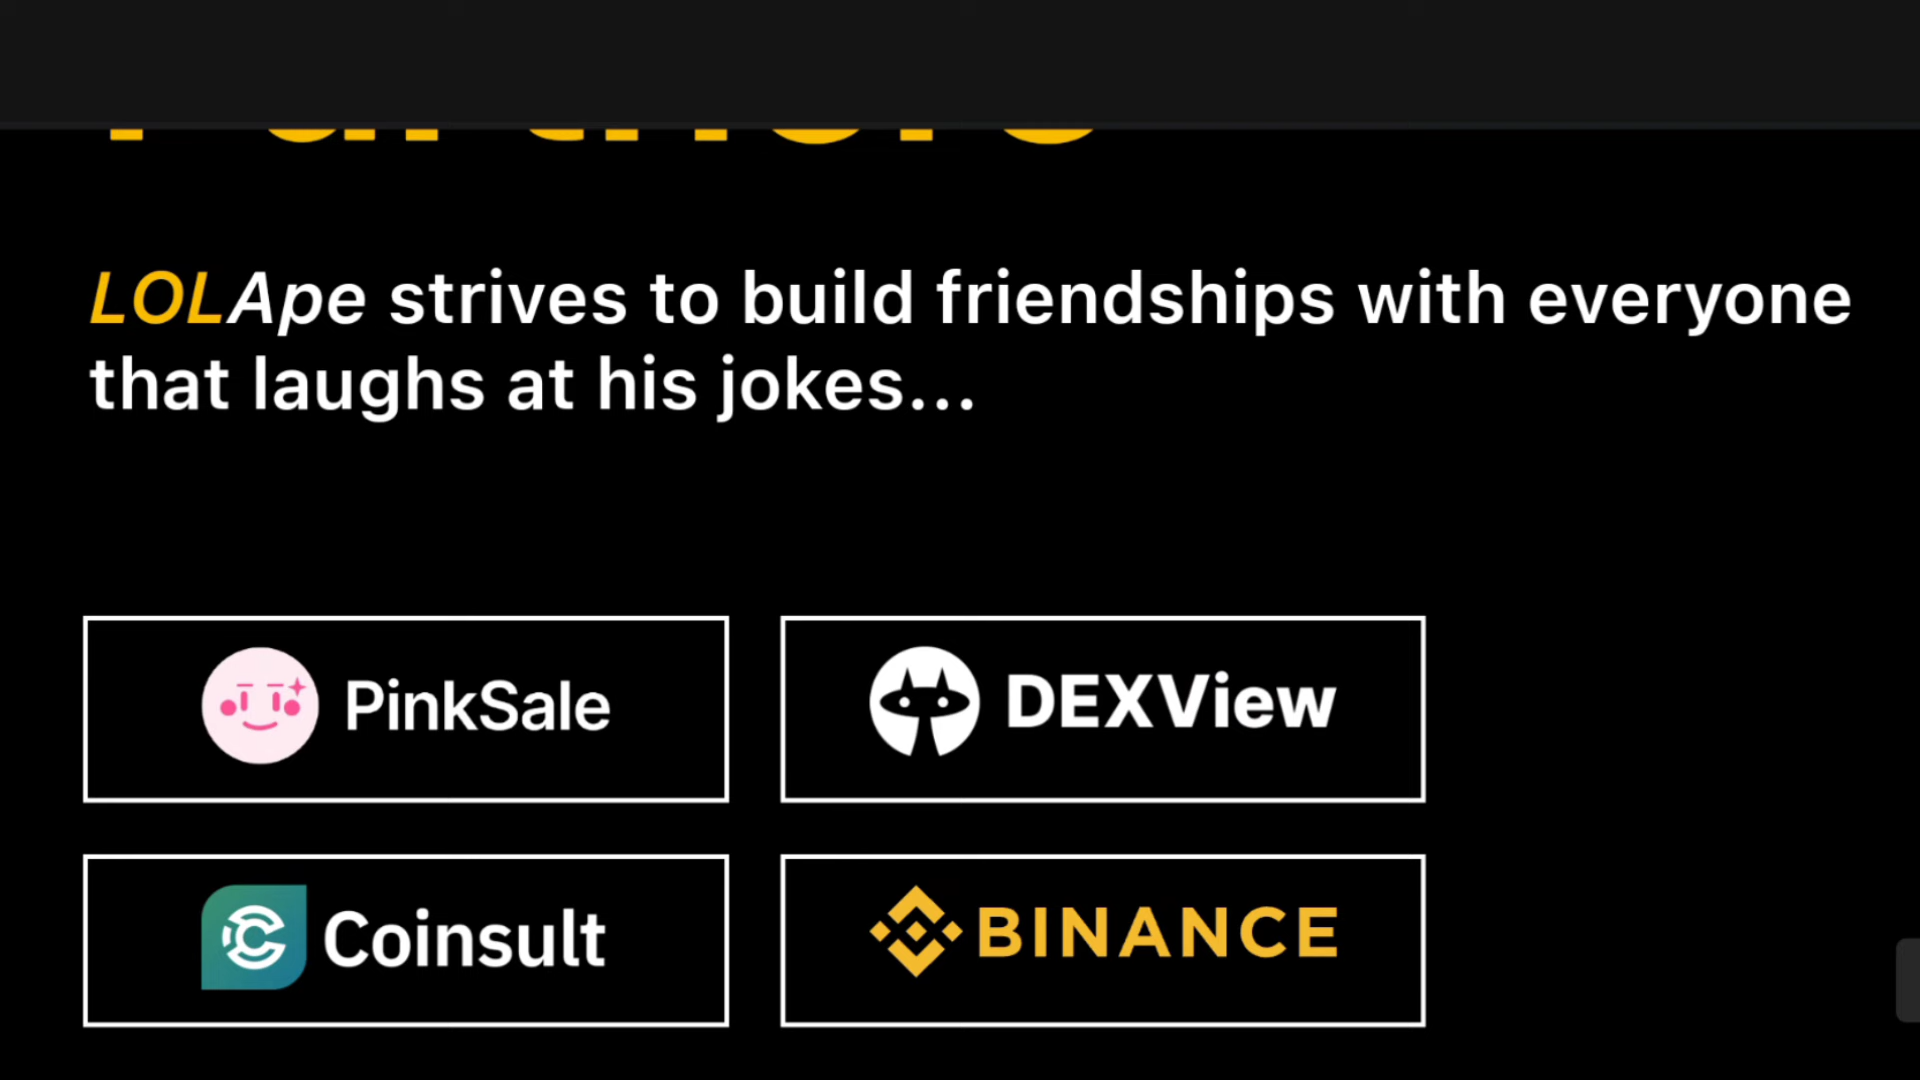 LOLApe strives to build friendships with everyone
that laughs at his jokes...
PinkSale
DEXView
Coinsult
BINANCE